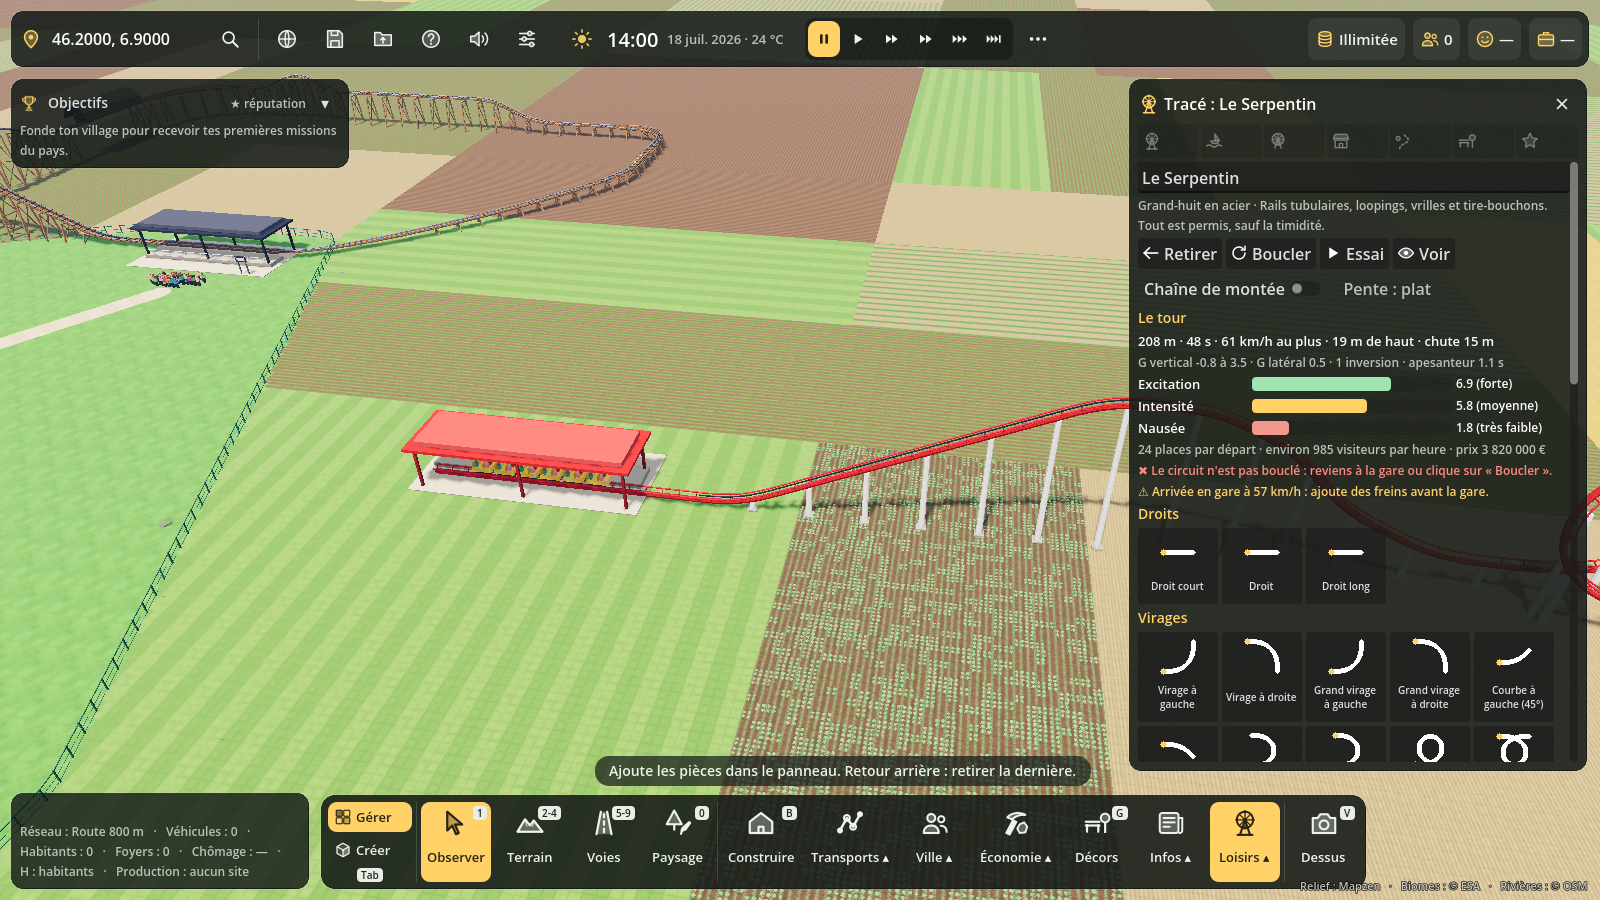 46.2000, 6.9000
14:00 18 juil. 2026 · 24 °C
Illimitée
0
—
—
Objectifs
★ réputation ▼
Fonde ton village pour recevoir tes premières missions
du pays.
Tracé : Le Serpentin
Le Serpentin
Grand-huit en acier · Rails tubulaires, loopings, vrilles et tire-bouchons.
Tout est permis, sauf la timidité.
Retirer
Boucler
Essai
Voir
Chaîne de montée
Pente : plat
Le tour
208 m · 48 s · 61 km/h au plus · 19 m de haut · chute 15 m
G vertical -0.8 à 3.5 · G latéral 0.5 · 1 inversion · apesanteur 1.1 s
Excitation 6.9 (forte)
Intensité 5.8 (moyenne)
Nausée 1.8 (très faible)
24 places par départ · environ 985 visiteurs par heure · prix 3 820 000 €
✖ Le circuit n'est pas bouclé : reviens à la gare ou clique sur « Boucler ».
⚠ Arrivée en gare à 57 km/h : ajoute des freins avant la gare.
Droits
Droit court
Droit
Droit long
Virages
Virage à
gauche
Virage à droite
Grand virage
à gauche
Grand virage
à droite
Courbe à
gauche (45°)
Ajoute les pièces dans le panneau. Retour arrière : retirer la dernière.
Réseau : Route 800 m · Véhicules : 0 ·
Habitants : 0 · Foyers : 0 · Chômage : — ·
H : habitants · Production : aucun site
Gérer
Créer
Tab
Observer 1
Terrain 2-4
Voies 5-9
Paysage 0
Construire B
Transports ▴
Ville ▴
Économie ▴
Décors G
Infos ▴
Loisirs ▴
Dessus V
Relief : Mapzen · Biomes : © ESA · Rivières : © OSM